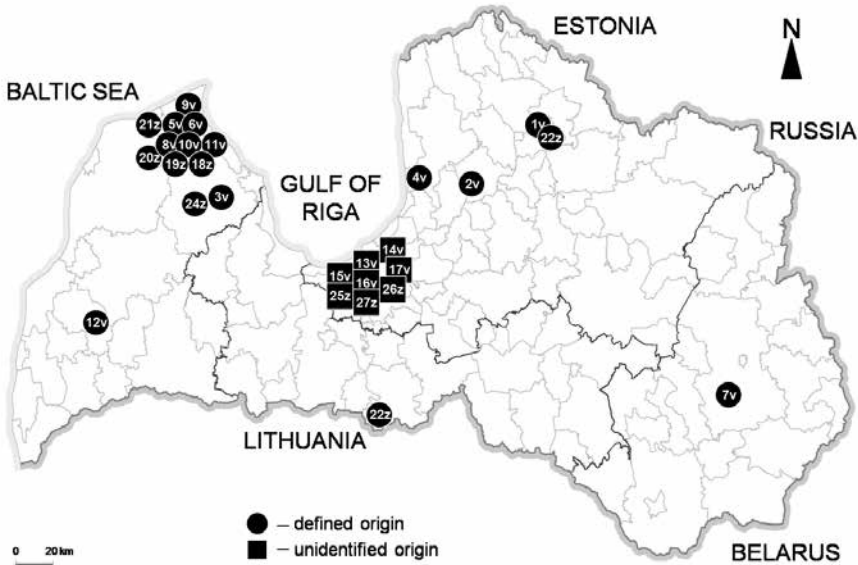 N
ESTONIA
BALTIC SEA
9v
21z 5v 6v
1v
22z
RUSSIA
8v 10v 11v
20z 19z 18z
GULF OF
RIGA
4v
2v
24z 3v
14v
13v
15v 17v
16v
25z 26z
27z
12v
7v
22z
LITHUANIA
– defined origin
– unidentified origin
0 20 km
BELARUS